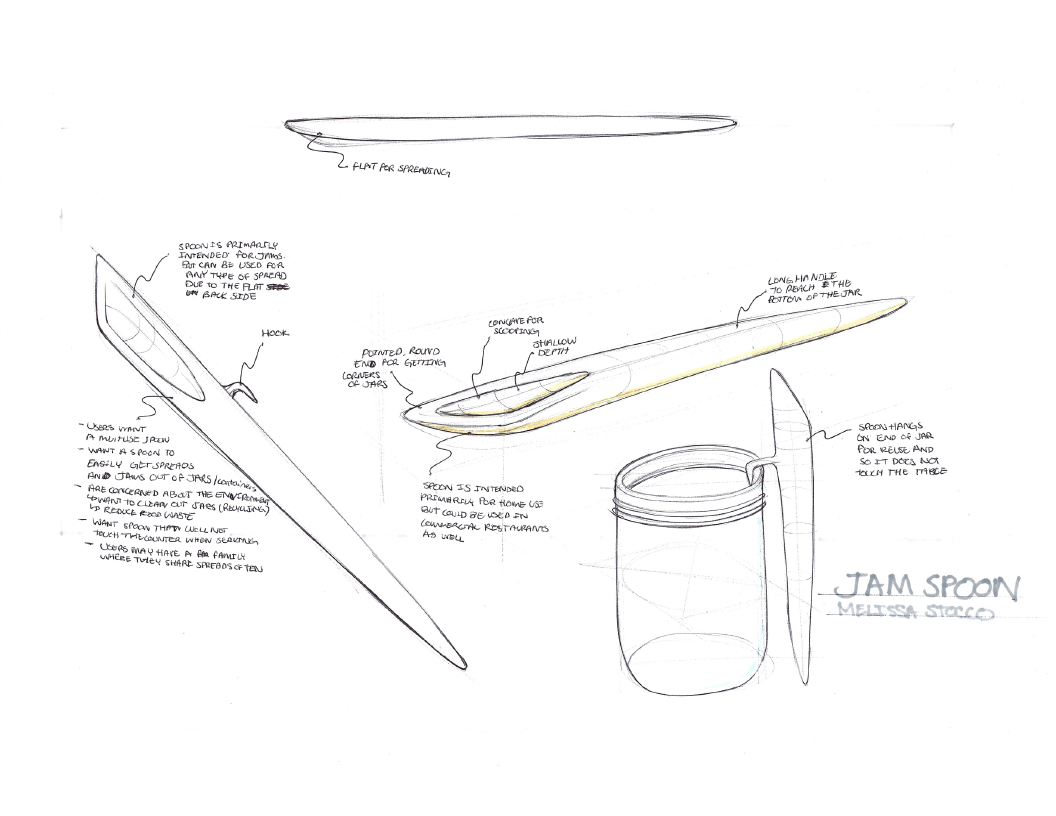 FLAT FOR SPREADING
SPOON IS PRIMARILY
INTENDED FOR JAMS.
BUT CAN BE USED FOR
ANY TYPE OF SPREAD
DUE TO THE FLAT
BACK SIDE
HOOK
LONG HANDLE
TO REACH THE
BOTTOM OF THE JAR
CONCAVE FOR
SCOOPING
SHALLOW
DEPTH
POINTED, ROUND
END FOR GETTING
CORNERS
OF JARS
- USERS WANT
A MULTIUSE SPOON
- WANT A SPOON TO
EASILY GET SPREADS
AND JAMS OUT OF JARS/containers
- ARE CONCERNED ABOUT THE ENVIRONMENT
↳ WANT TO CLEAN OUT JARS (RECYCLING)
↳ REDUCE FOOD WASTE
- WANT SPOON THAT WILL NOT
TOUCH THE COUNTER WHEN SERVING
- USERS MAY HAVE A FAMILY
WHERE THEY SHARE SPREADS OFTEN
SPOON IS INTENDED
PRIMARILY FOR HOME USE
BUT COULD BE USED IN
COMMERCIAL RESTAURANTS
AS WELL
SPOON HANGS
ON END OF JAR
FOR REUSE AND
SO IT DOES NOT
TOUCH THE TABLE
JAM SPOON
MELISSA STOCCO